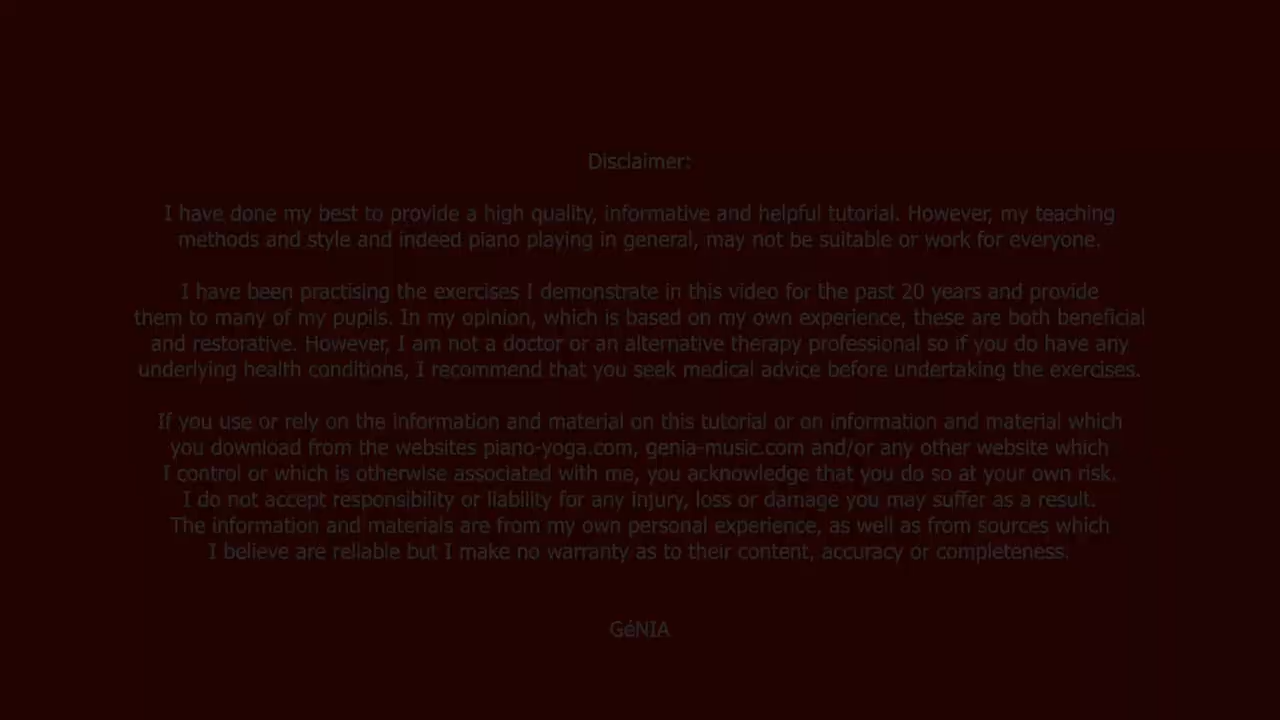 Disclaimer:
I have done my best to provide a high quality, informative and helpful tutorial. However, my teaching
methods and style and indeed piano playing in general, may not be suitable or work for everyone.
I have been practising the exercises I demonstrate in this video for the past 20 years and provide
them to many of my pupils. In my opinion, which is based on my own experience, these are both beneficial
and restorative. However, I am not a doctor or an alternative therapy professional so if you do have any
underlying health conditions, I recommend that you seek medical advice before undertaking the exercises.
If you use or rely on the information and material on this tutorial or on information and material which
you download from the websites piano-yoga.com, genia-music.com and/or any other website which
I control or which is otherwise associated with me, you acknowledge that you do so at your own risk.
I do not accept responsibility or liability for any injury, loss or damage you may suffer as a result.
The information and materials are from my own personal experience, as well as from sources which
I believe are reliable but I make no warranty as to their content, accuracy or completeness.
GéNIA